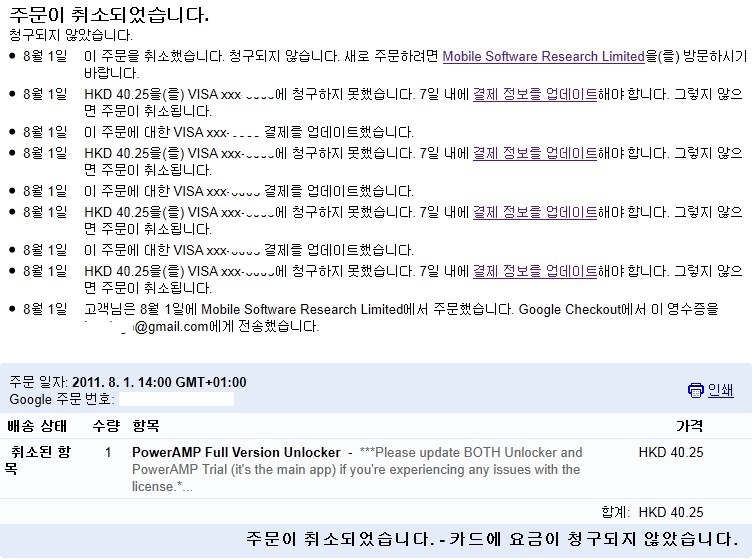 주문이 취소되었습니다.
청구되지 않았습니다.
● 8월 1일 이 주문을 취소했습니다. 청구되지 않습니다. 새로 주문하려면 Mobile Software Research Limited을(를) 방문하시기
바랍니다.
● 8월 1일 HKD 40.25을(를) VISA xxx-에 청구하지 못했습니다. 7일 내에 결제 정보를 업데이트해야 합니다. 그렇지 않으
면 주문이 취소됩니다.
● 8월 1일 이 주문에 대한 VISA xxx- 결제를 업데이트했습니다.
● 8월 1일 HKD 40.25을(를) VISA xxx-에 청구하지 못했습니다. 7일 내에 결제 정보를 업데이트해야 합니다. 그렇지 않으
면 주문이 취소됩니다.
● 8월 1일 이 주문에 대한 VISA xxx- 결제를 업데이트했습니다.
● 8월 1일 HKD 40.25을(를) VISA xxx-에 청구하지 못했습니다. 7일 내에 결제 정보를 업데이트해야 합니다. 그렇지 않으
면 주문이 취소됩니다.
● 8월 1일 이 주문에 대한 VISA xxx- 결제를 업데이트했습니다.
● 8월 1일 HKD 40.25을(를) VISA xxx-에 청구하지 못했습니다. 7일 내에 결제 정보를 업데이트해야 합니다. 그렇지 않으
면 주문이 취소됩니다.
● 8월 1일 고객님은 8월 1일에 Mobile Software Research Limited에서 주문했습니다. Google Checkout에서 이 영수증을
@gmail.com에게 전송했습니다.
주문 일자: 2011. 8. 1. 14:00 GMT+01:00
Google 주문 번호:
인쇄
배송 상태 수량 항목 가격
취소된 항 1 PowerAMP Full Version Unlocker - ***Please update BOTH Unlocker and HKD 40.25
목 PowerAMP Trial (it's the main app) if you're experiencing any issues with the
license.*...
합계: HKD 40.25
주문이 취소되었습니다. - 카드에 요금이 청구되지 않았습니다.